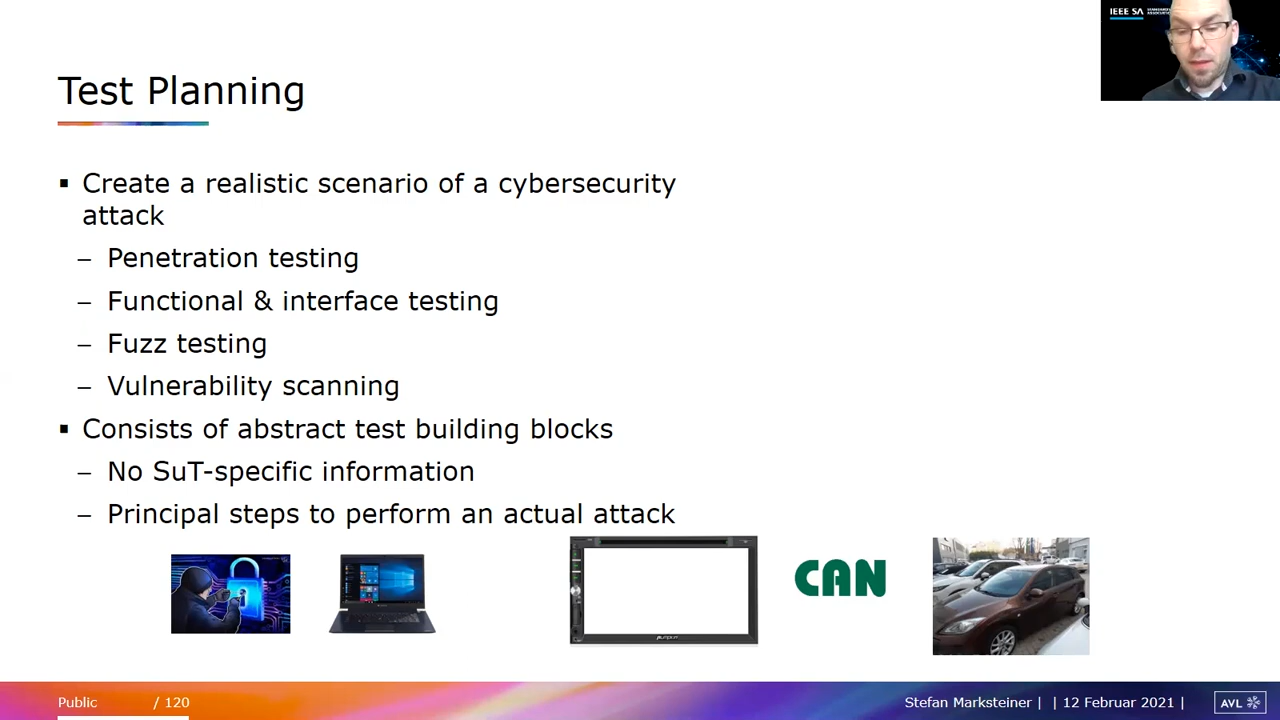 IEEE SA
Test Planning
▪ Create a realistic scenario of a cybersecurity
attack
– Penetration testing
– Functional & interface testing
– Fuzz testing
– Vulnerability scanning
▪ Consists of abstract test building blocks
– No SuT-specific information
– Principal steps to perform an actual attack
CAN
Public / 120 Stefan Marksteiner | | 12 Februar 2021 | AVL